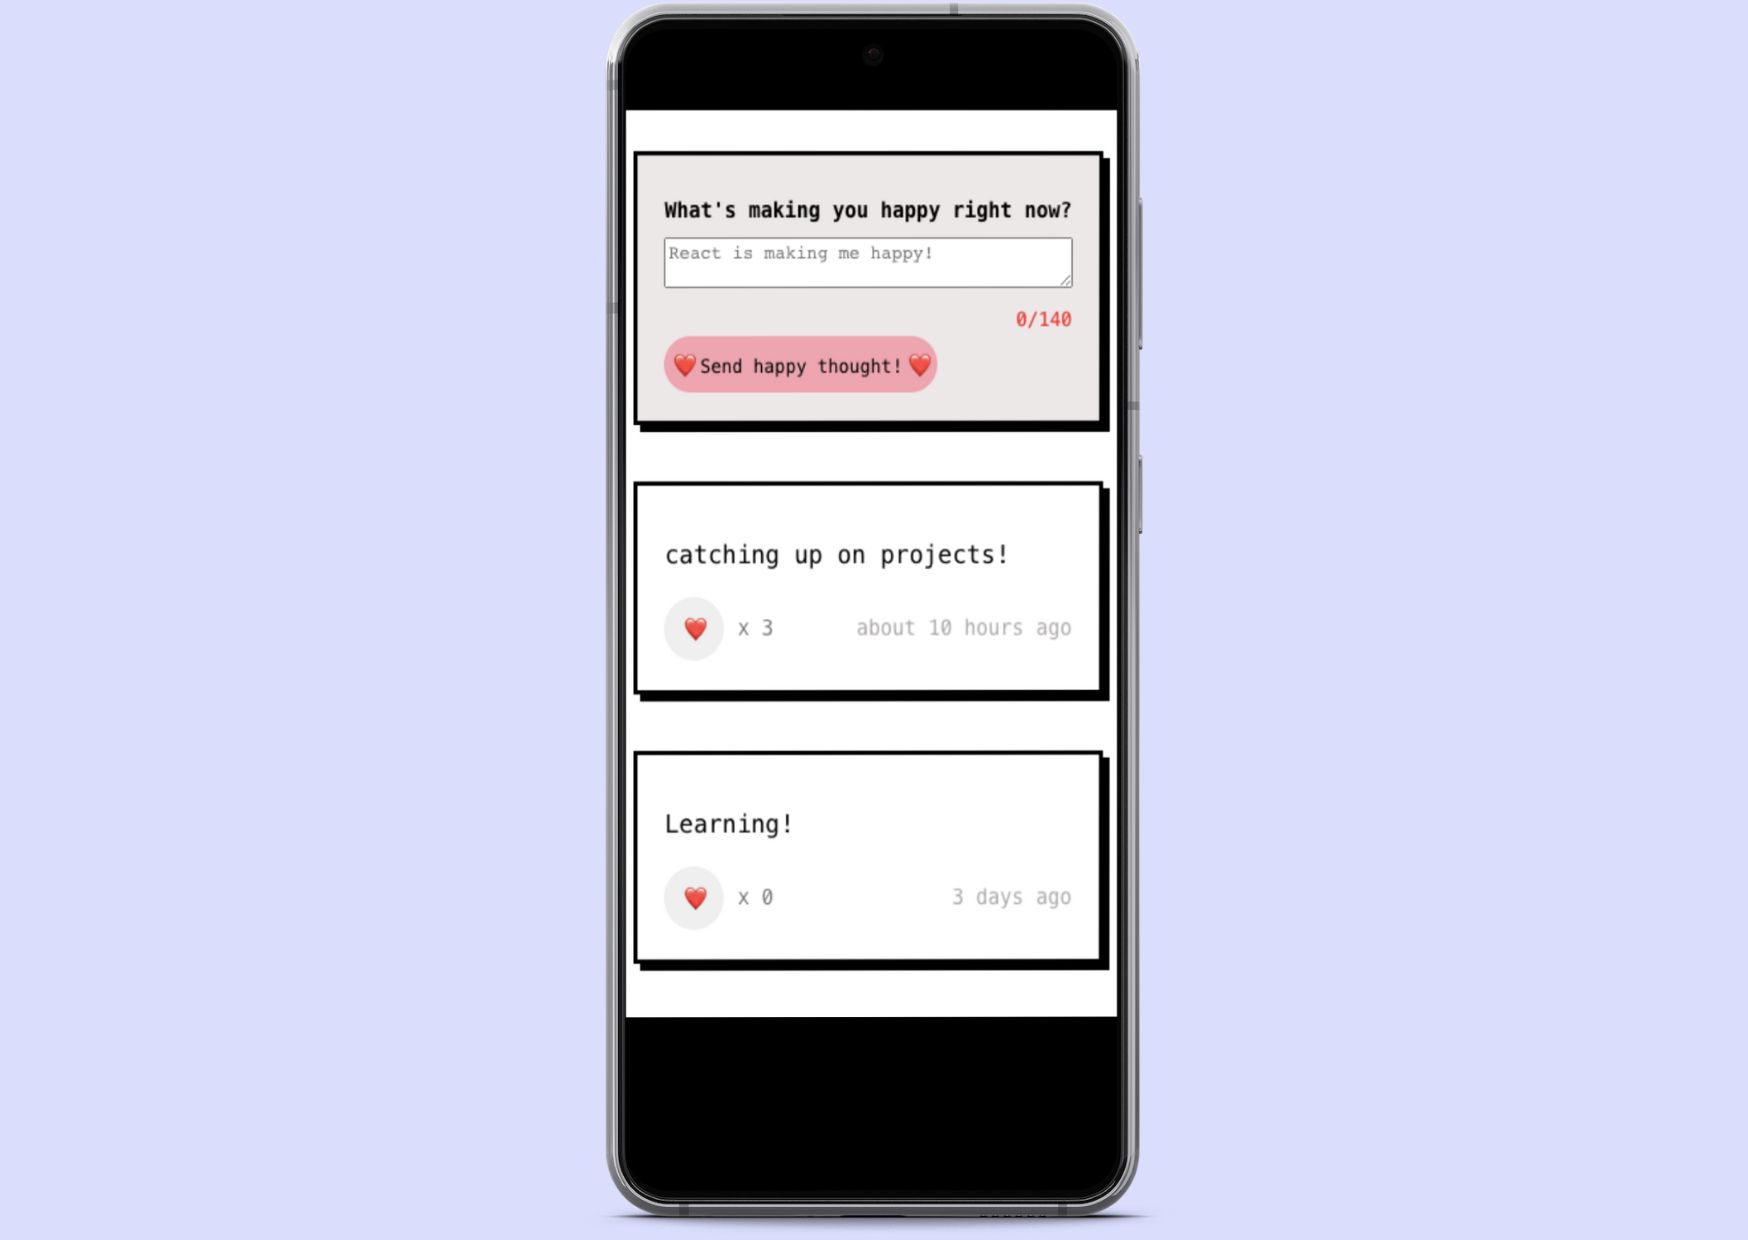 What's making you happy right now?
React is making me happy!
0/140
❤️Send happy thought!❤️
catching up on projects!
❤️ x 3 about 10 hours ago
Learning!
❤️ x 0 3 days ago